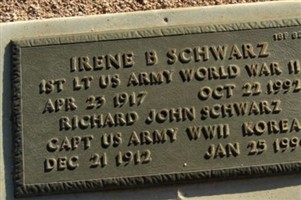 IRENE B SCHWARZ
1ST LT US ARMY WORLD WAR II
APR 23 1917 OCT 22 1992
RICHARD JOHN SCHWARZ
CAPT US ARMY WWII KOREA
DEC 21 1912 JAN 25